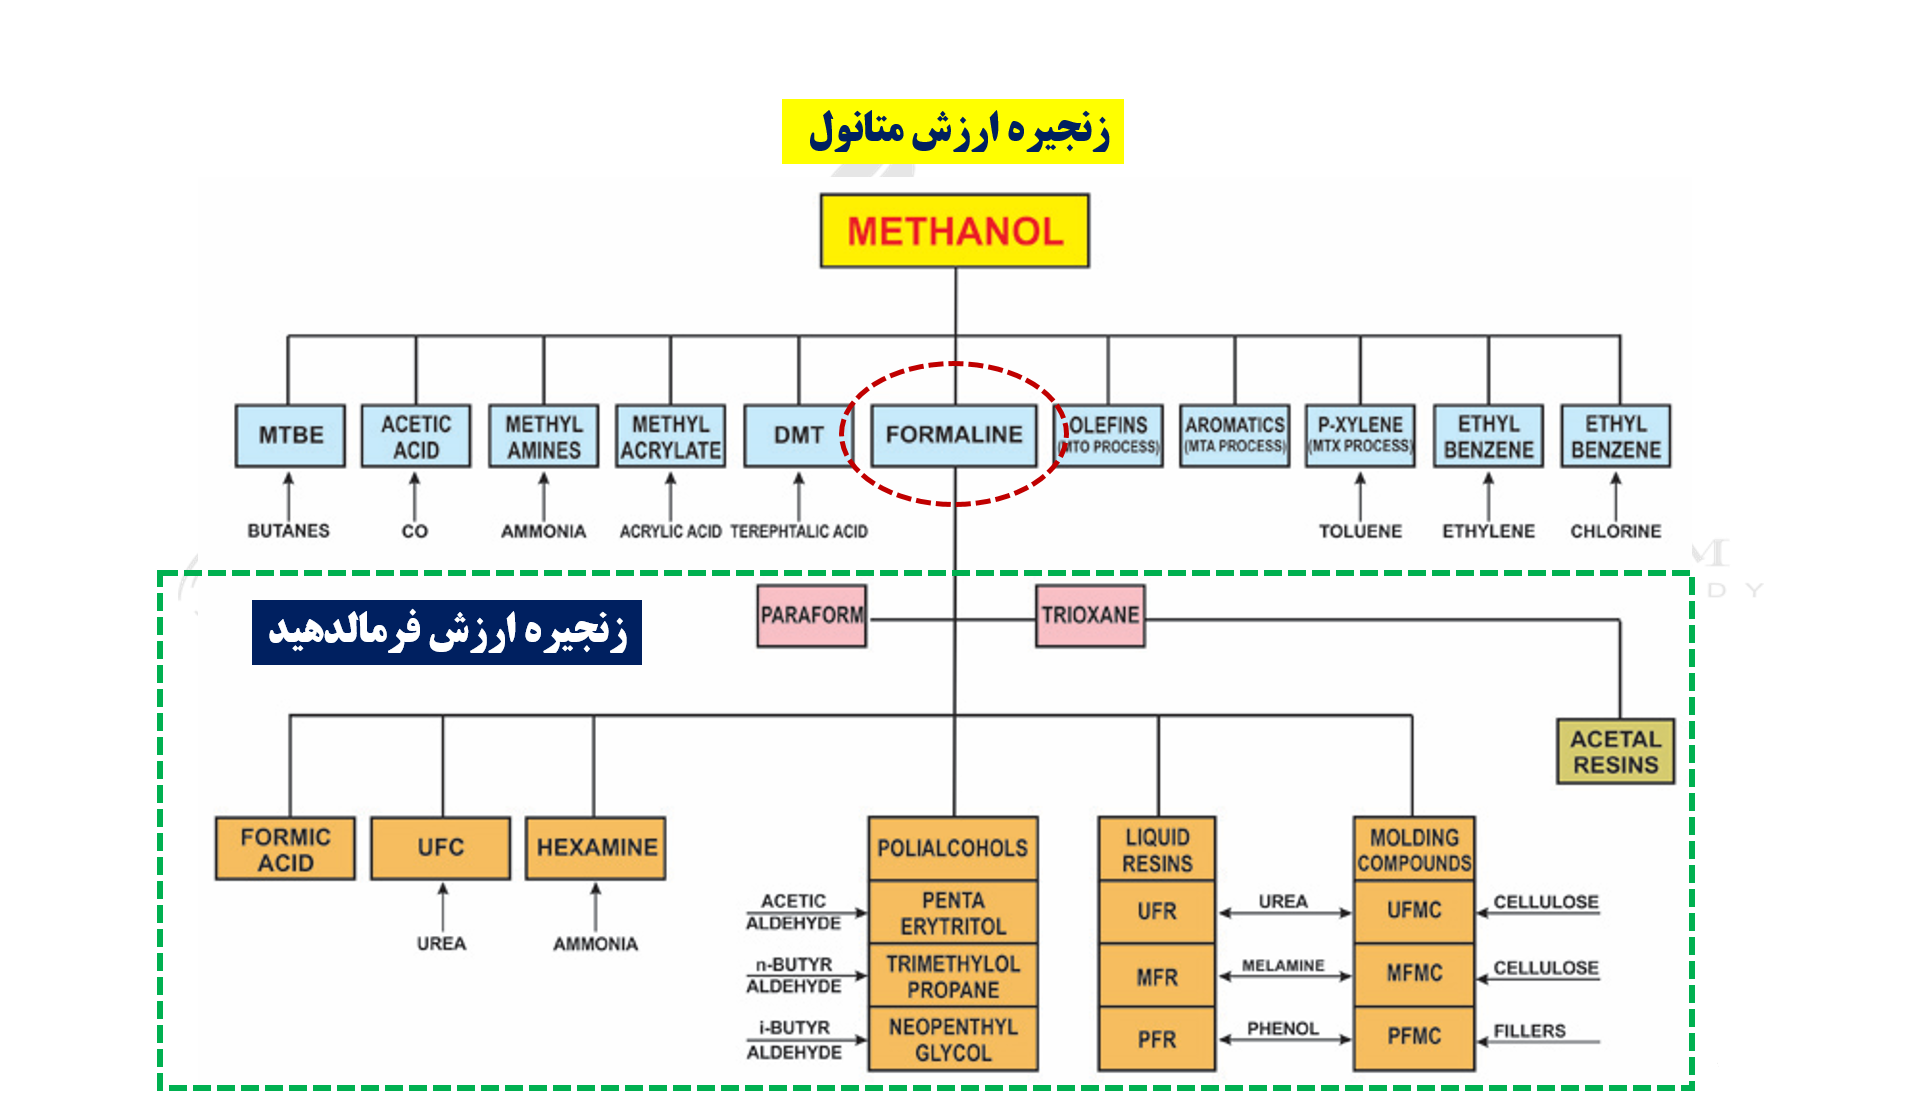 زنجیره ارزش متانول
METHANOL
MTBE
ACETIC
ACID
METHYL
AMINES
METHYL
ACRYLATE
DMT
FORMALINE
OLEFINS
(MTO PROCESS)
AROMATICS
(MTA PROCESS)
P-XYLENE
(MTX PROCESS)
ETHYL
BENZENE
ETHYL
BENZENE
BUTANES
CO
AMMONIA
ACRYLIC ACID
TEREPHTALIC ACID
TOLUENE
ETHYLENE
CHLORINE
M
D Y
زنجیره ارزش فرمالدهید
PARAFORM
TRIOXANE
ACETAL
RESINS
FORMIC
ACID
UFC
HEXAMINE
UREA
AMMONIA
POLIALCOHOLS
PENTA
ERYTRITOL
TRIMETHYLOL
PROPANE
NEOPENTHYL
GLYCOL
ACETIC
ALDEHYDE
n-BUTYR
ALDEHYDE
i-BUTYR
ALDEHYDE
LIQUID
RESINS
UFR
MFR
PFR
UREA
MELAMINE
PHENOL
MOLDING
COMPOUNDS
UFMC
MFMC
PFMC
CELLULOSE
CELLULOSE
FILLERS